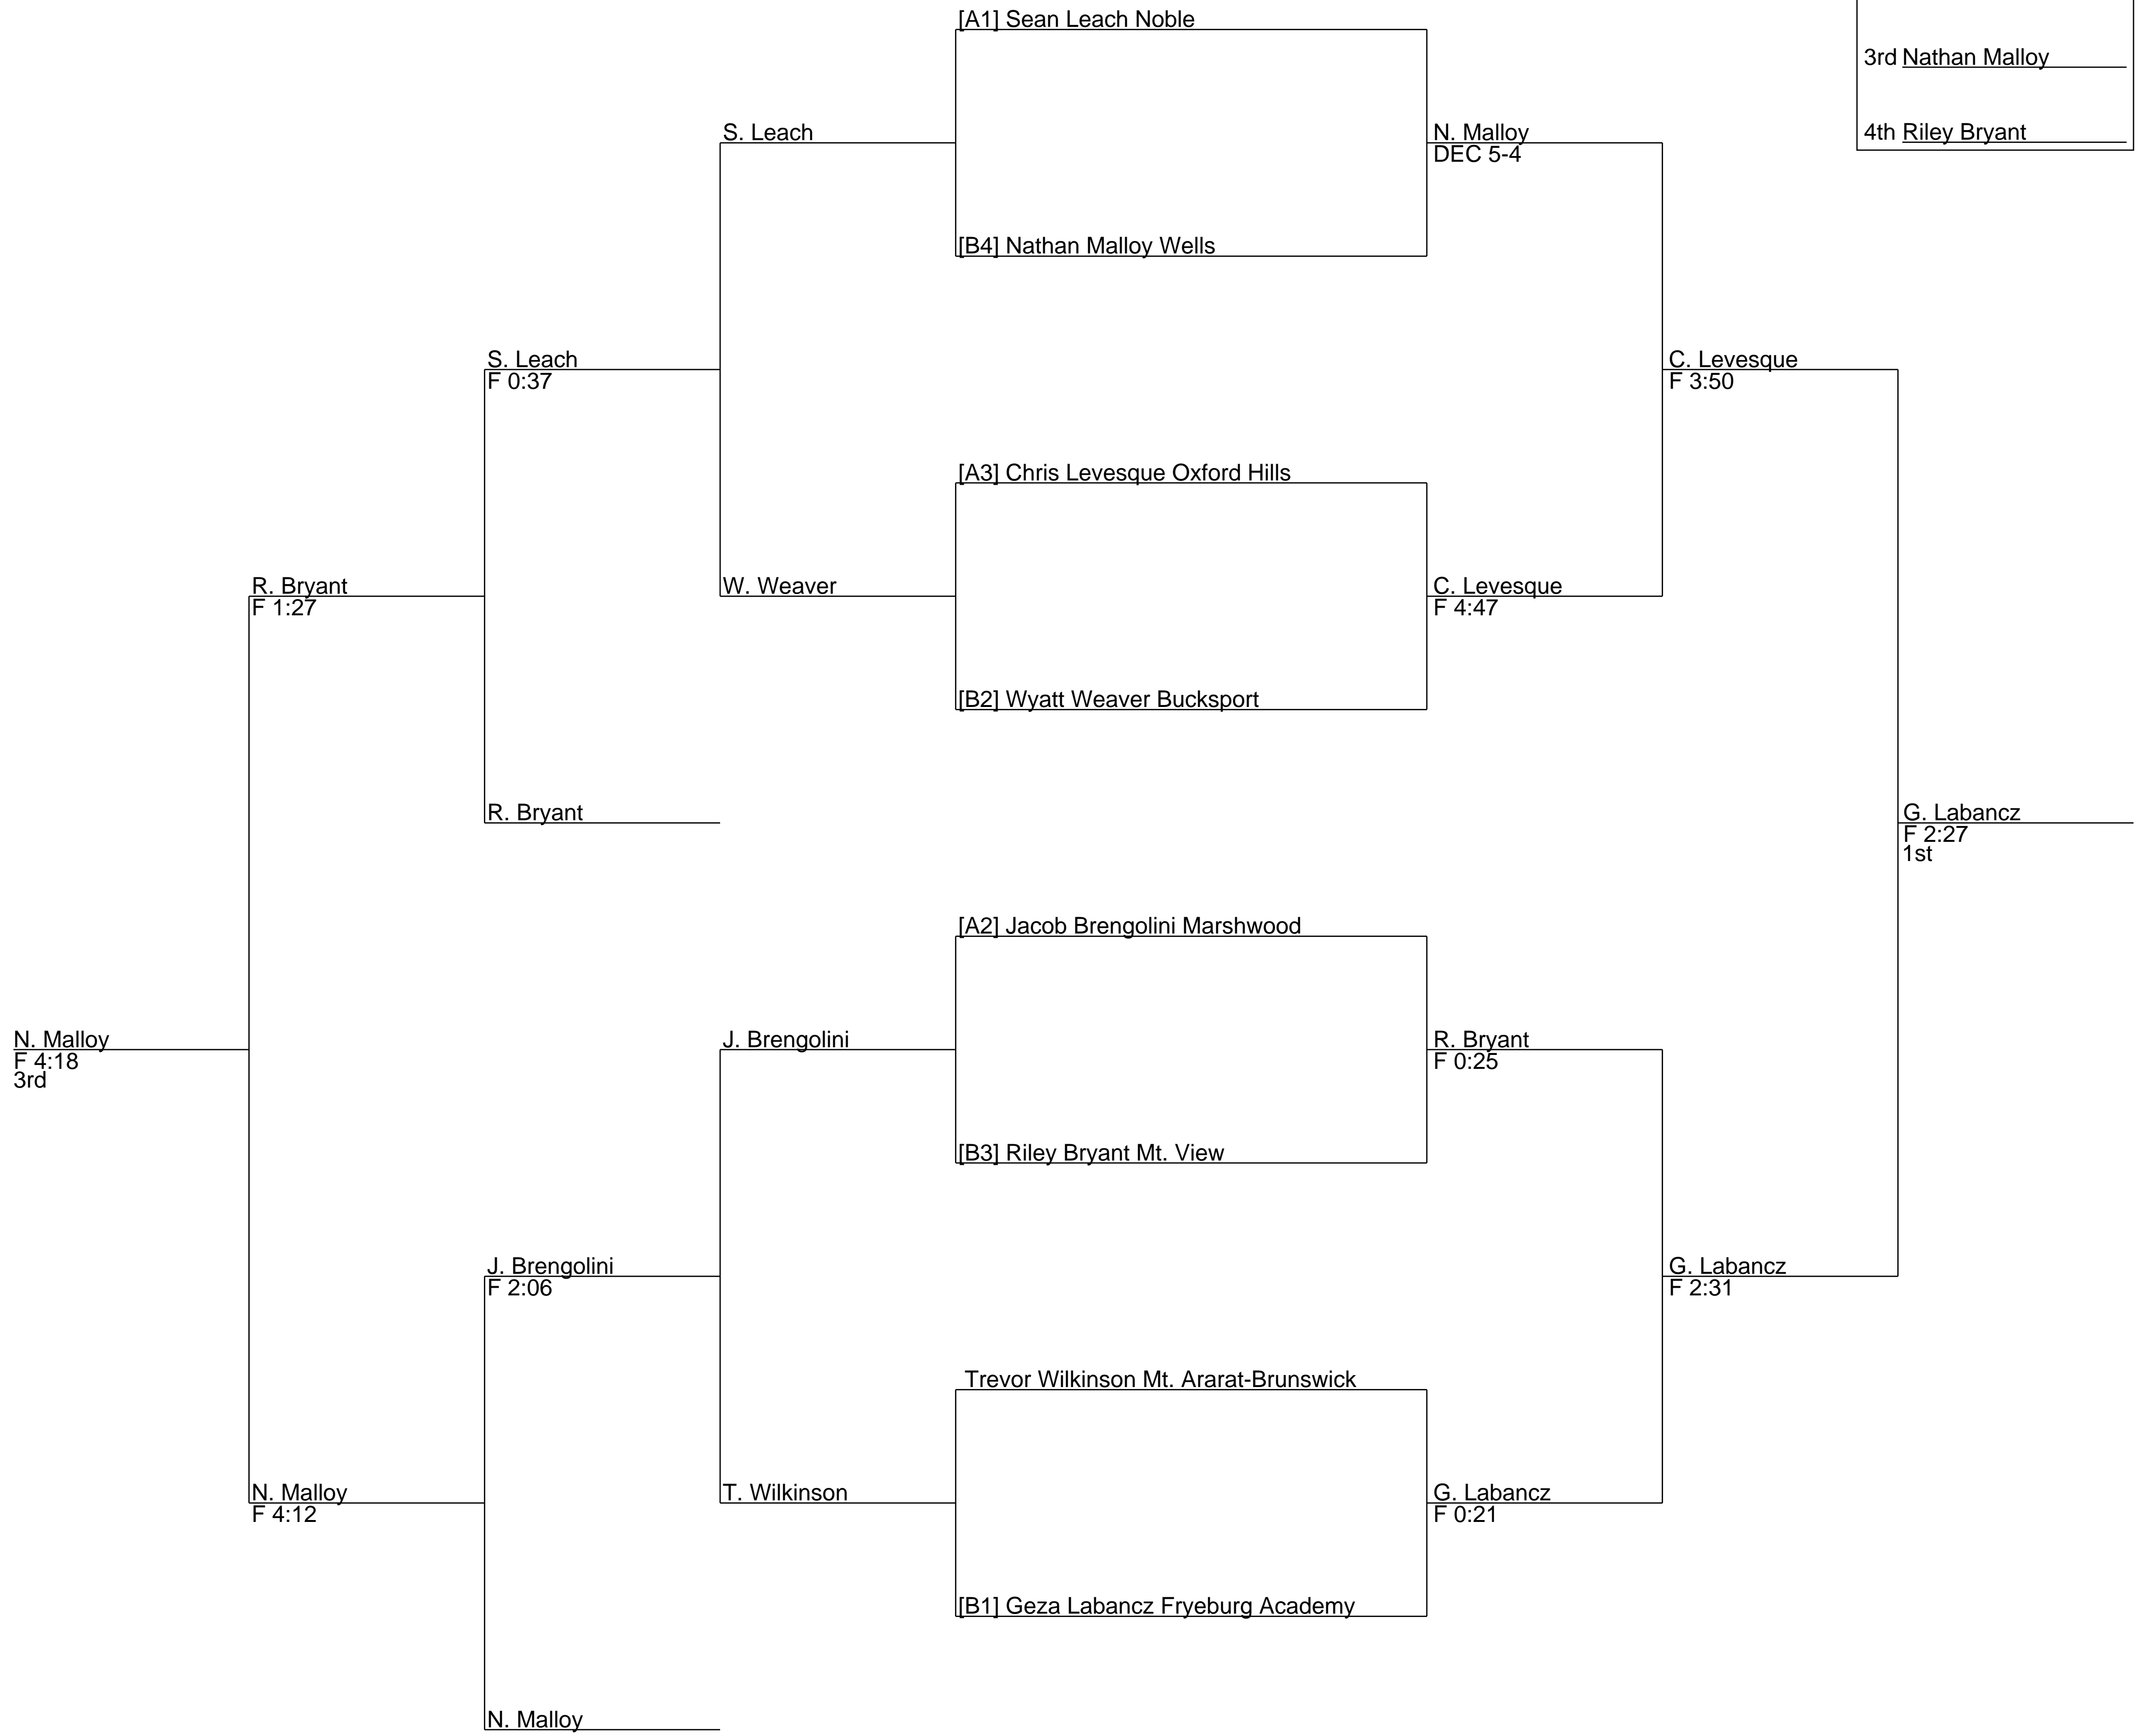 [A1] Sean Leach Noble
3rd Nathan Malloy
S. Leach
N. Malloy
DEC 5-4
4th Riley Bryant
[B4] Nathan Malloy Wells
S. Leach
F 0:37
C. Levesque
F 3:50
[A3] Chris Levesque Oxford Hills
R. Bryant
F 1:27
W. Weaver
C. Levesque
F 4:47
[B2] Wyatt Weaver Bucksport
R. Bryant
G. Labancz
F 2:27
1st
[A2] Jacob Brengolini Marshwood
N. Malloy
F 4:18
3rd
J. Brengolini
R. Bryant
F 0:25
[B3] Riley Bryant Mt. View
J. Brengolini
F 2:06
G. Labancz
F 2:31
Trevor Wilkinson Mt. Ararat-Brunswick
N. Malloy
F 4:12
T. Wilkinson
G. Labancz
F 0:21
[B1] Geza Labancz Fryeburg Academy
N. Malloy